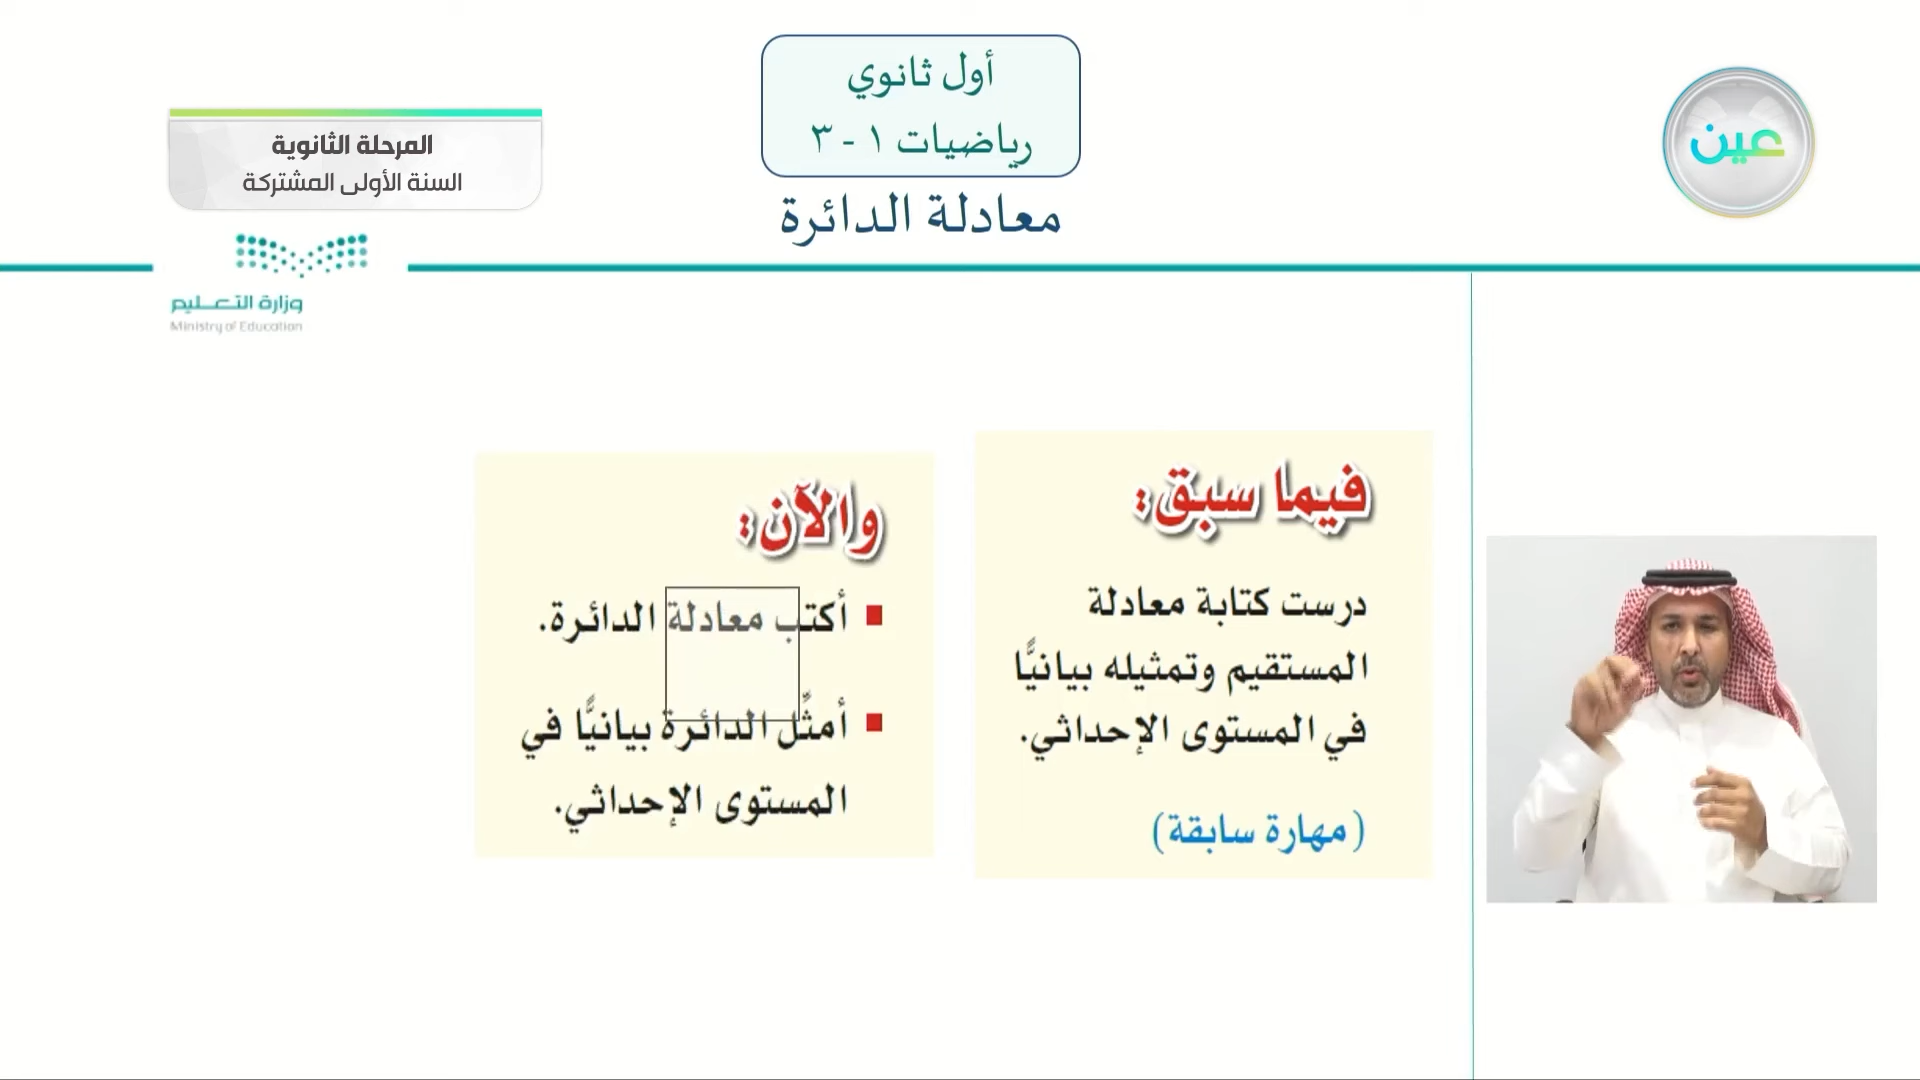 أول ثانوي
رياضيات ١ - ٣
معادلة الدائرة
عين
المرحلة الثانوية
السنة الأولى المشتركة
وزارة التعـــليم
Ministry of Education
فيما سبق:
درست كتابة معادلة
المستقيم وتمثيله بيانيًّا
في المستوى الإحداثي.
(مهارة سابقة)
والآن:
أكتب معادلة الدائرة.
أمثِّل الدائرة بيانيًّا في
المستوى الإحداثي.